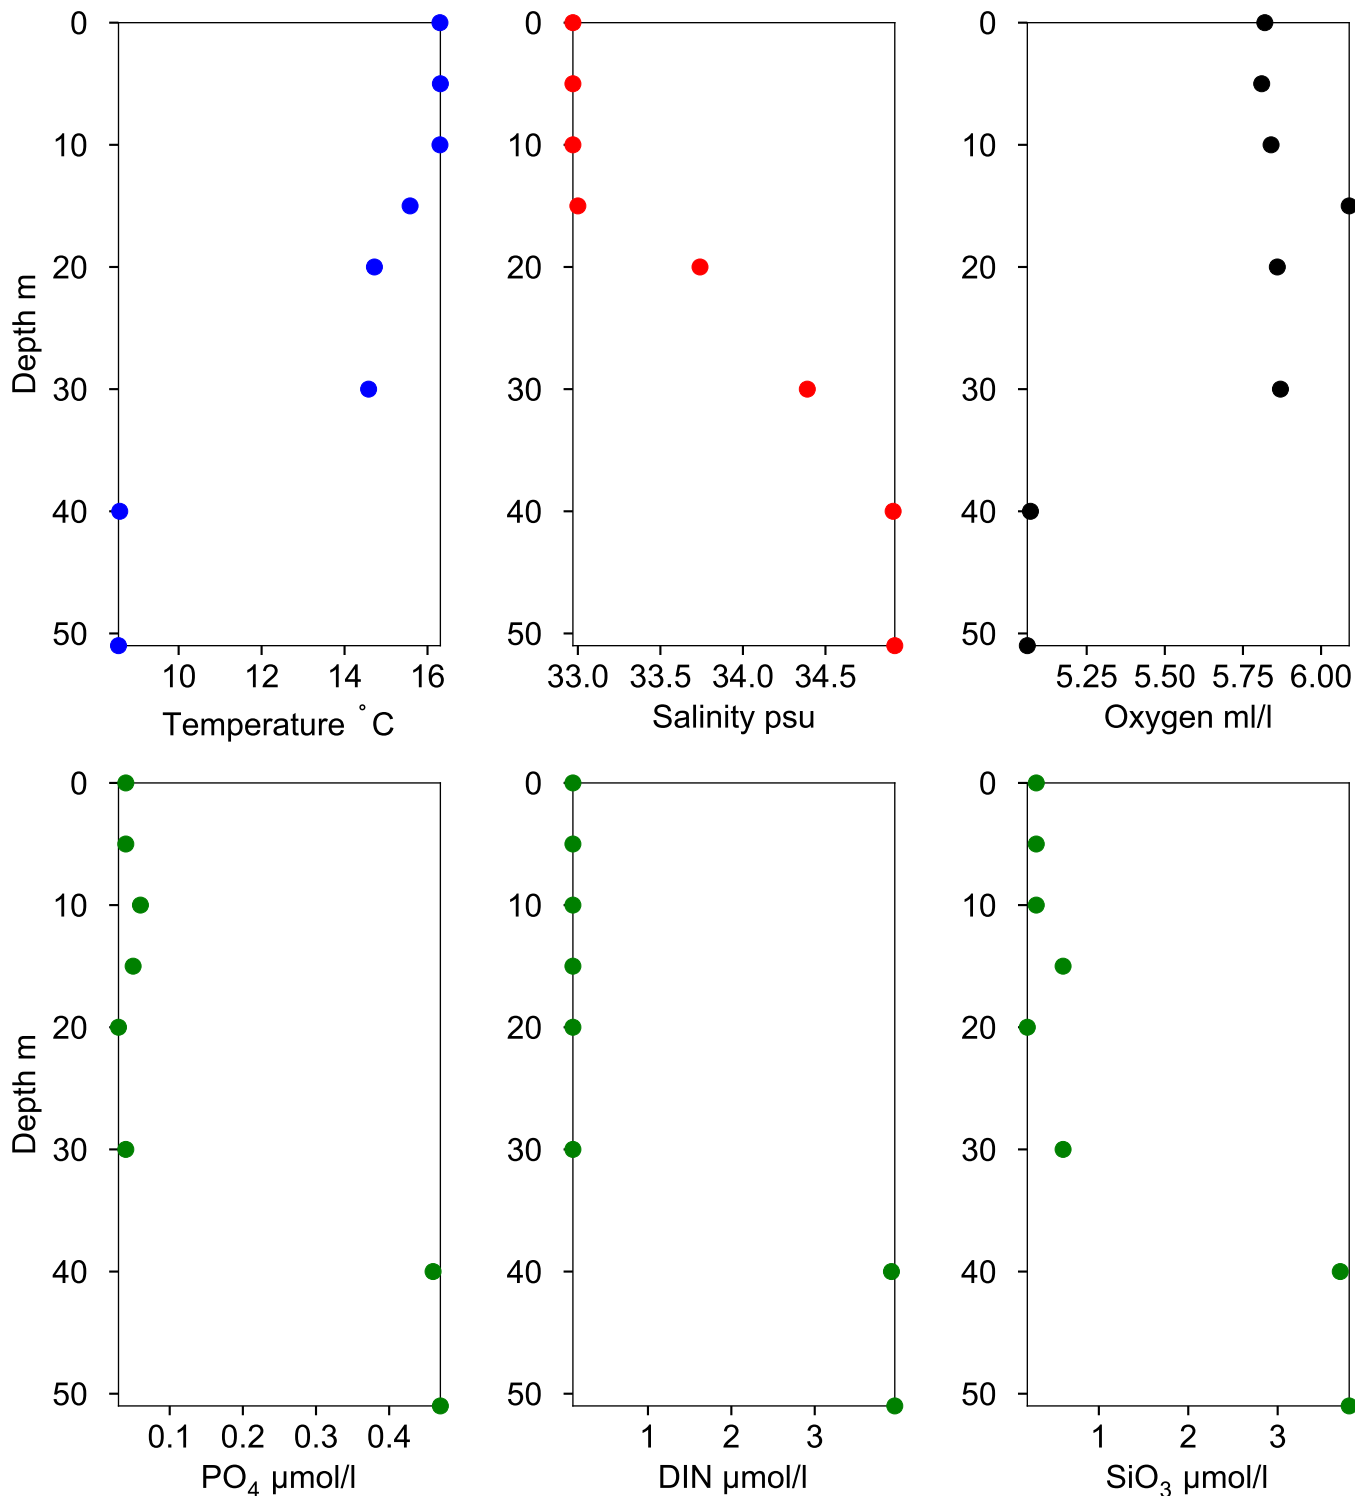 0
10
20
30
40
50
Depth m
10 12 14 16
Temperature °C
0
10
20
30
40
50
33.0 33.5 34.0 34.5
Salinity psu
0
10
20
30
40
50
5.25 5.50 5.75 6.00
Oxygen ml/l
0
10
20
30
40
50
Depth m
0.1 0.2 0.3 0.4
PO₄ µmol/l
0
10
20
30
40
50
1 2 3
DIN µmol/l
0
10
20
30
40
50
1 2 3
SiO₃ µmol/l